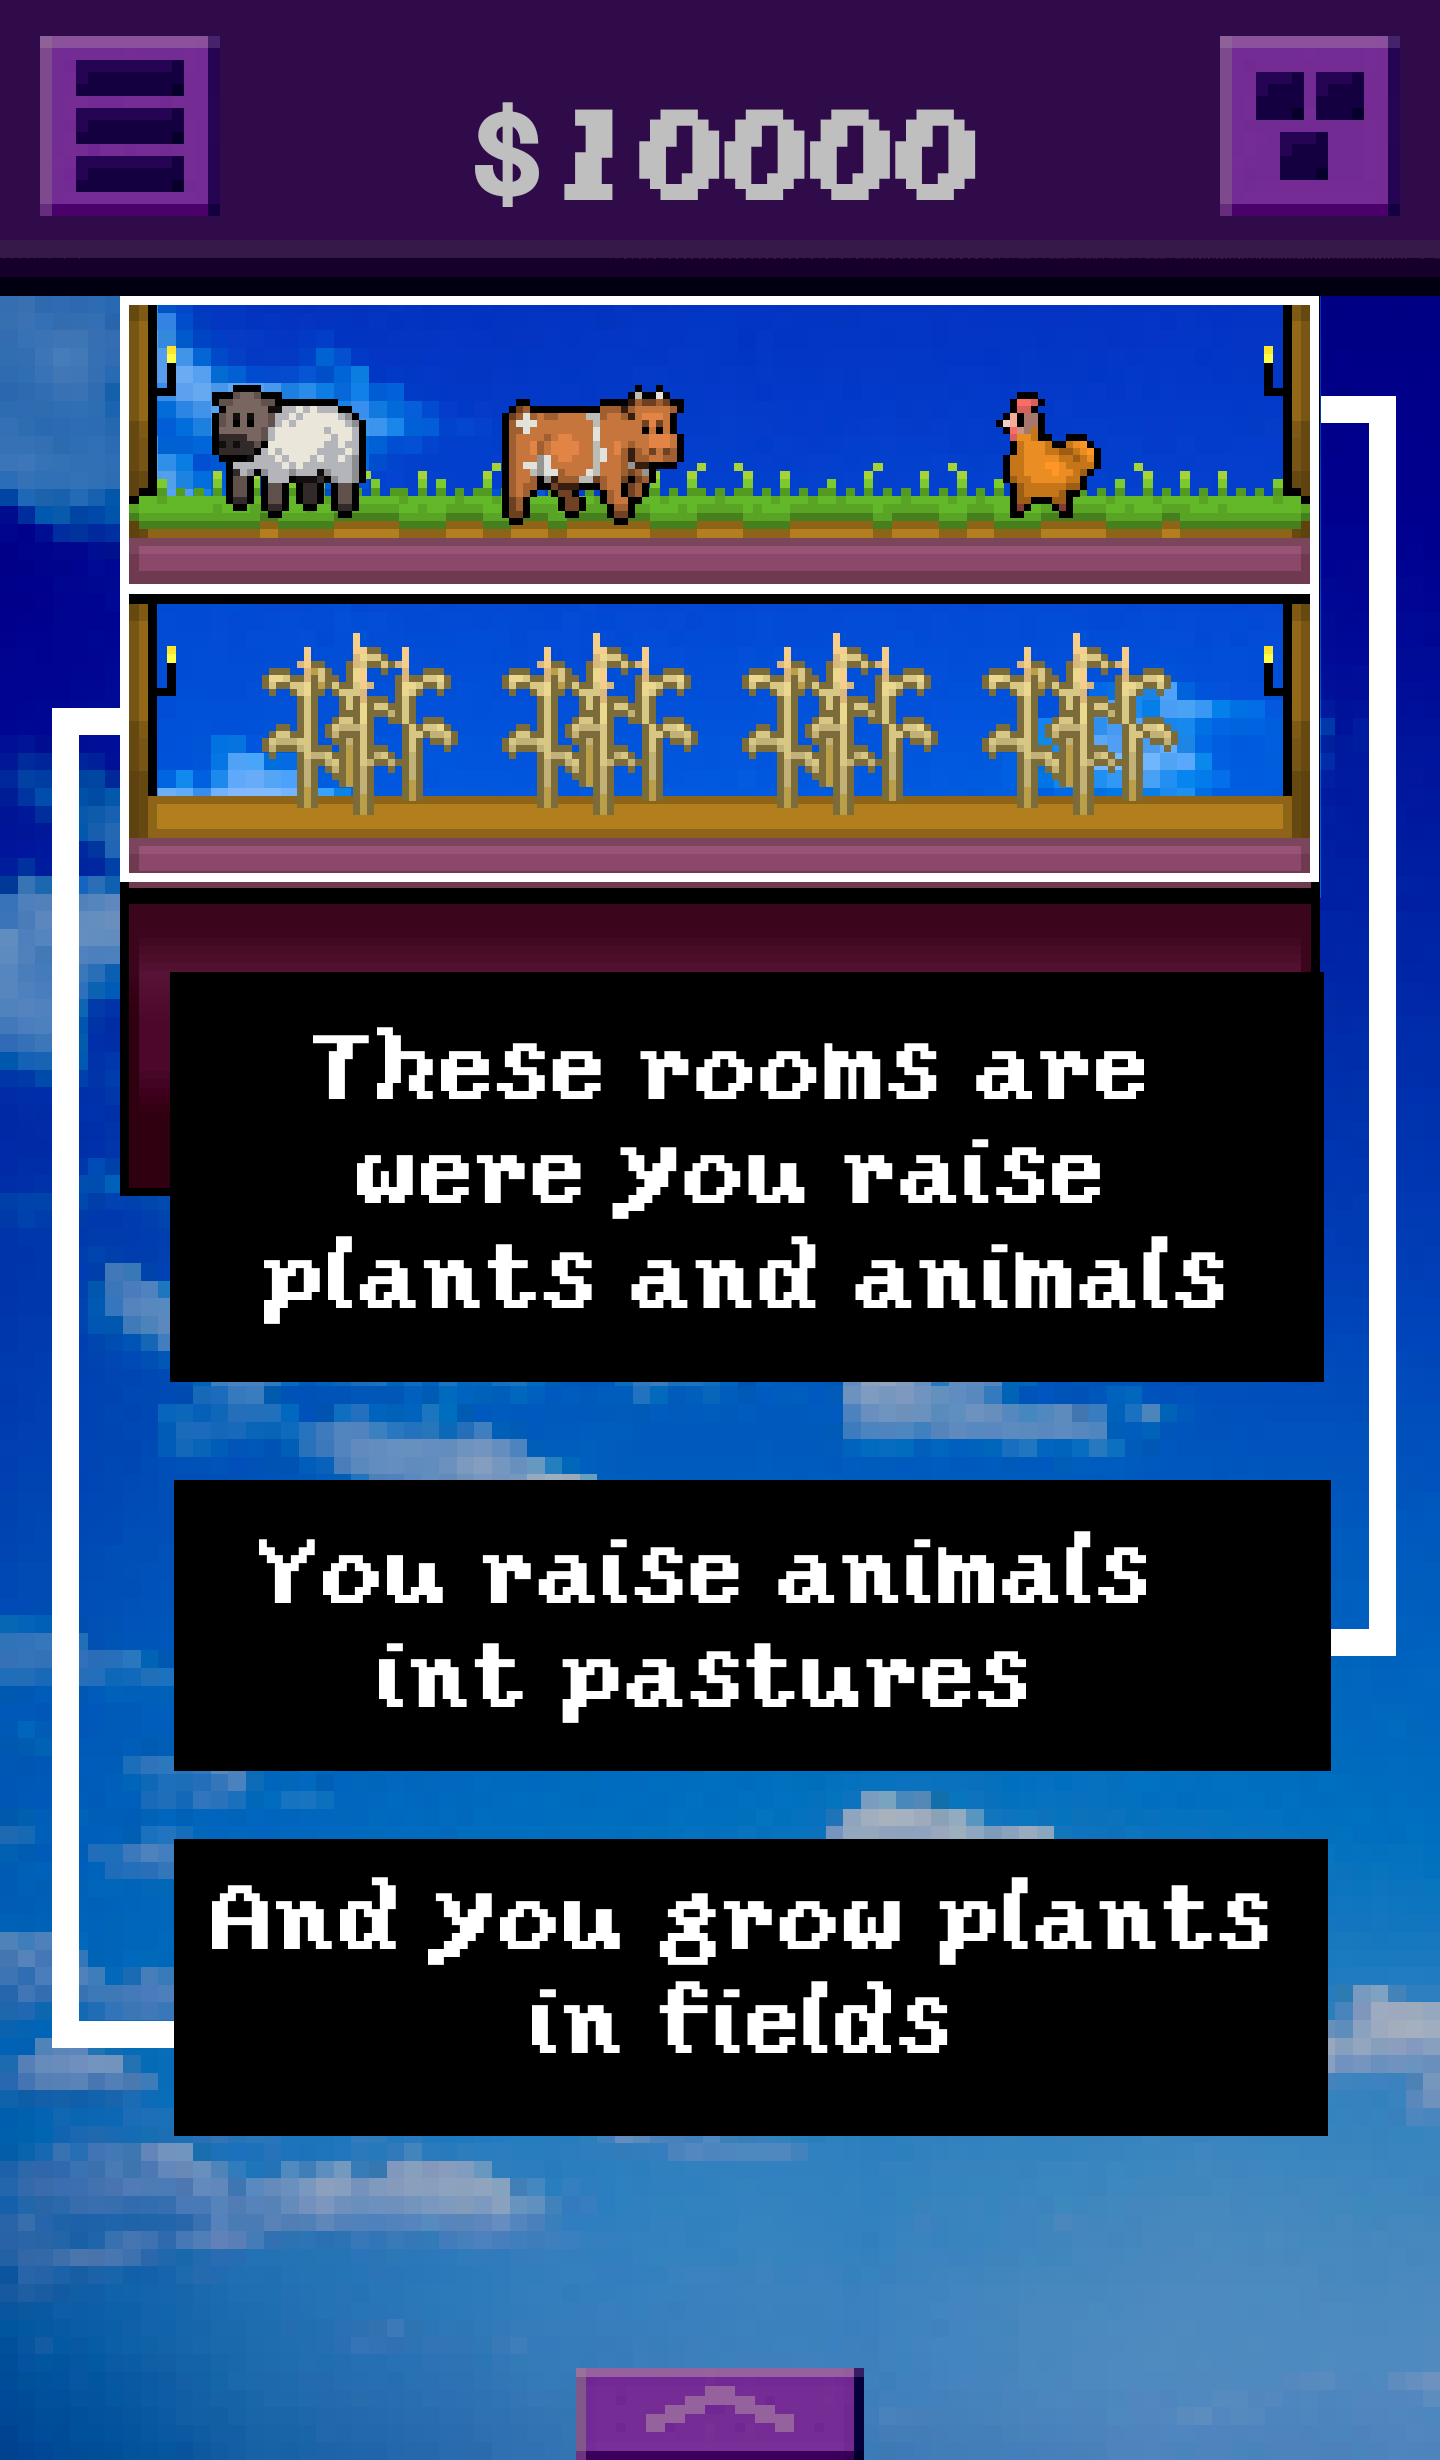 $10000
These rooms are
were you raise
plants and animals
You raise animals
int pastures
And you grow plants
in fields